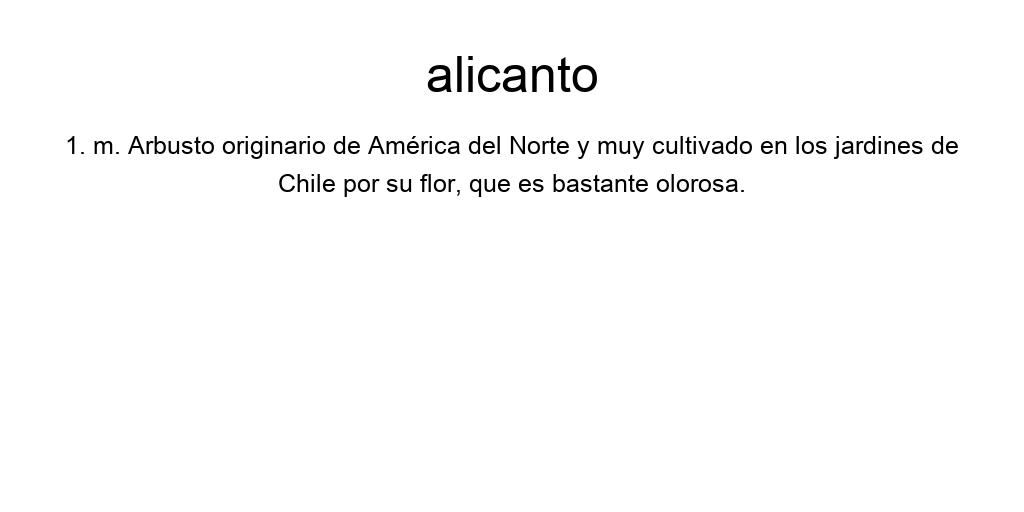 alicanto
1. m. Arbusto originario de América del Norte y muy cultivado en los jardines de
Chile por su flor, que es bastante olorosa.